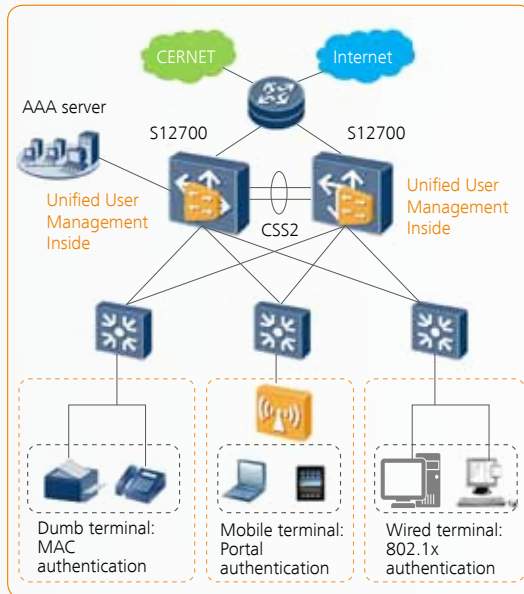 CERNET
Internet
AAA server
S12700
S12700
Unified User
Management
Inside
Unified User
Management
Inside
CSS2
Dumb terminal:
MAC
authentication
Mobile terminal:
Portal
authentication
Wired terminal:
802.1x
authentication